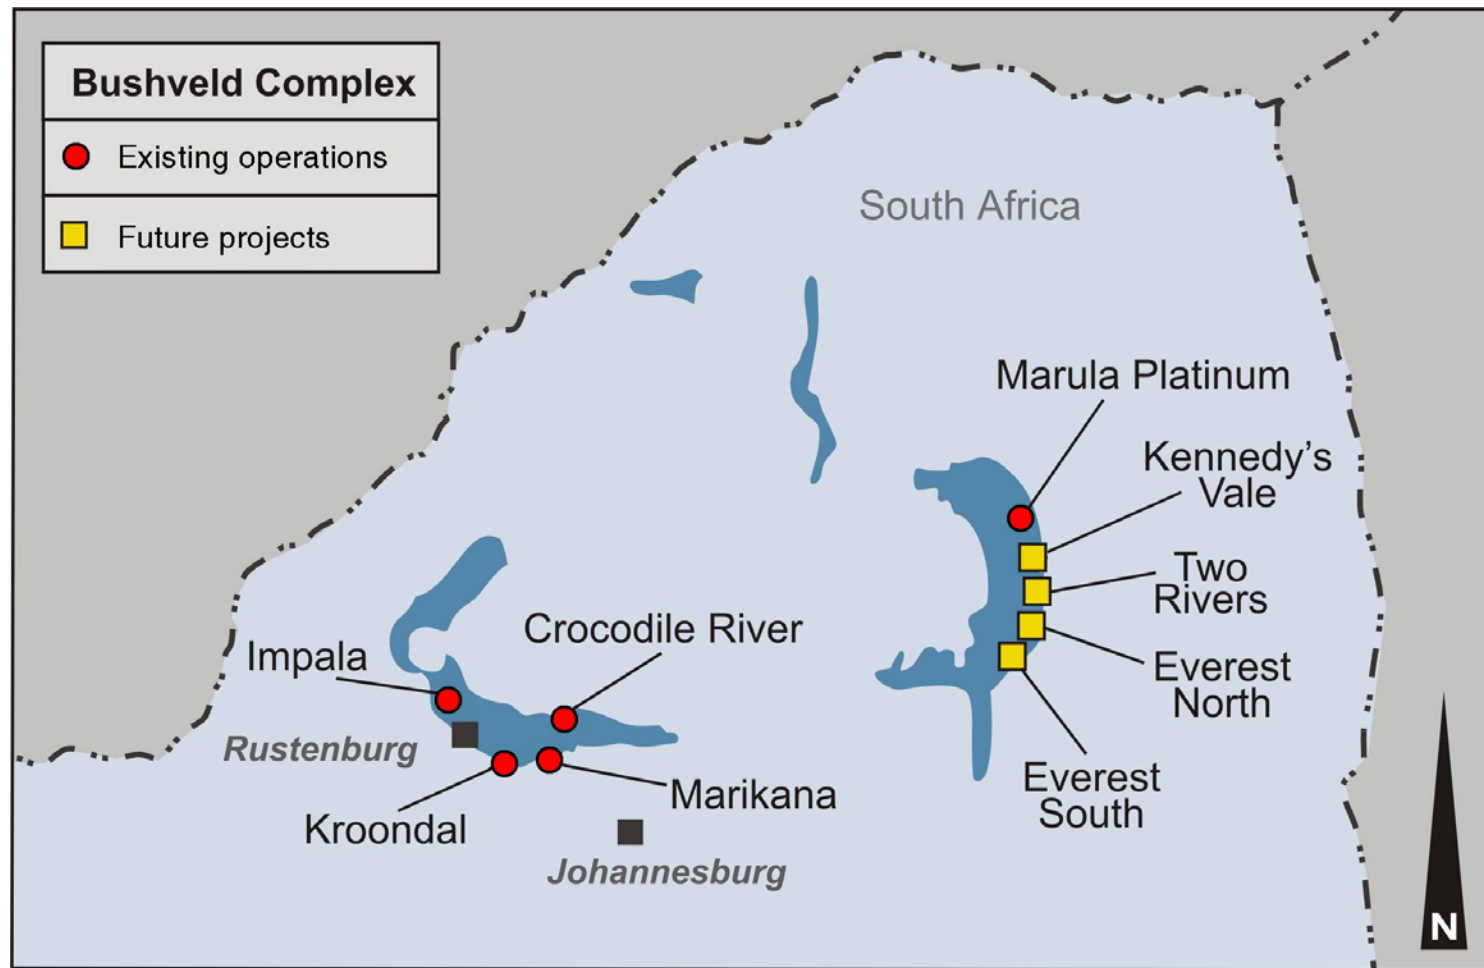 Bushveld Complex
Existing operations
Future projects
South Africa
Marula Platinum
Kennedy's
Vale
Two
Rivers
Everest
North
Everest
South
Crocodile River
Impala
Rustenburg
Marikana
Kroondal
Johannesburg
N